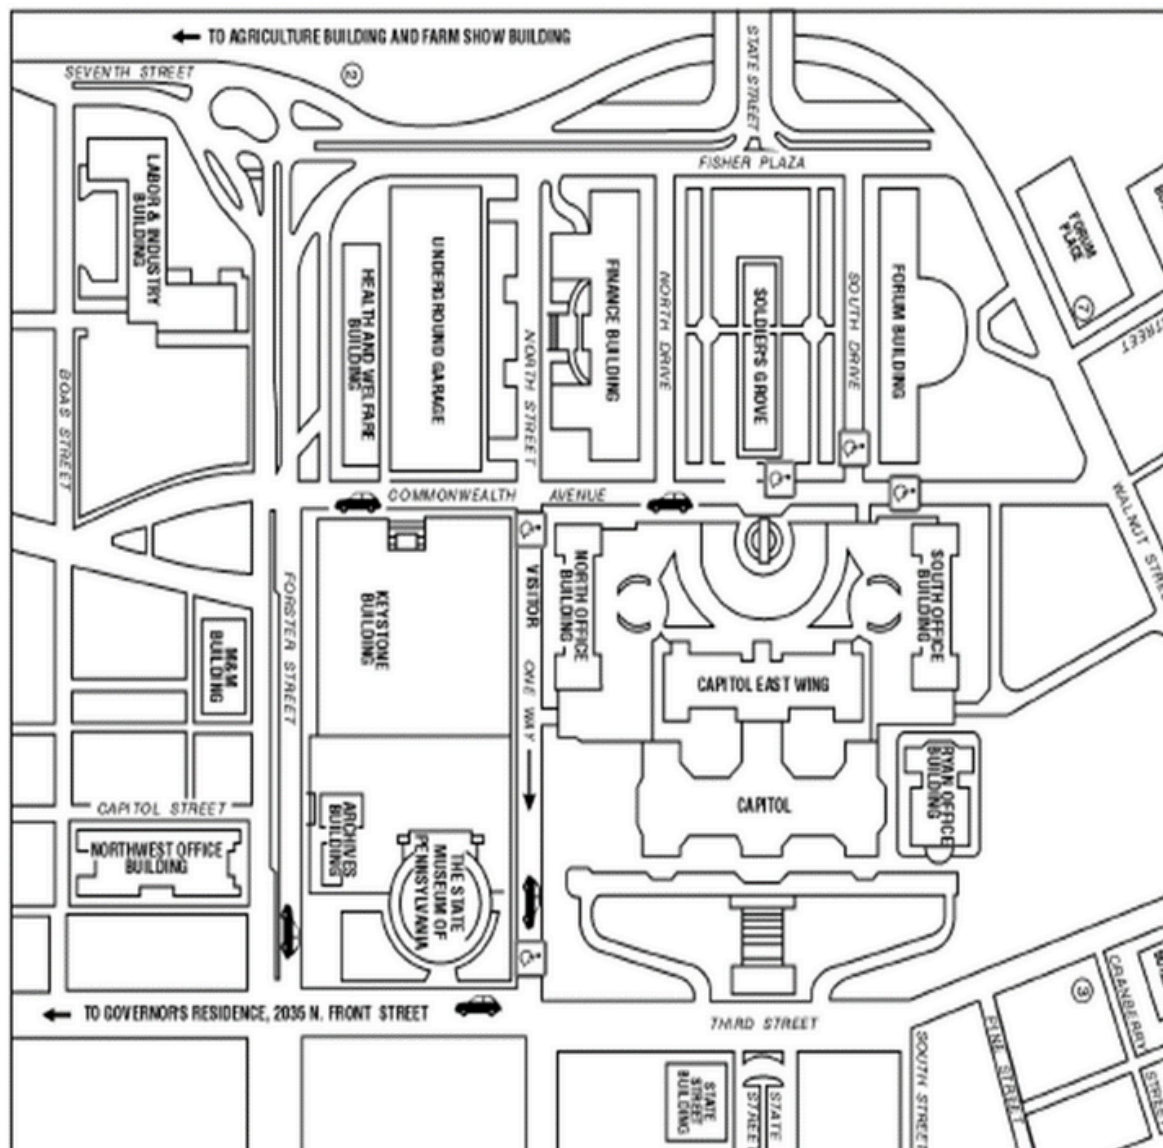 ← TO AGRICULTURE BUILDING AND FARM SHOW BUILDING
SEVENTH STREET
2
STATE STREET
FISHER PLAZA
LABOR & INDUSTRY
BUILDING
HEALTH AND WELFARE
BUILDING
UNDERGROUND GARAGE
NORTH STREET
FINANCE BUILDING
NORTH DRIVE
SOLDIER'S GROVE
SOUTH DRIVE
FORUM BUILDING
FORUM
PLACE
7
STREET
BOAS STREET
COMMONWEALTH AVENUE
WALNUT STREET
FORSTER STREET
KEYSTONE
BUILDING
VISITOR
ONE WAY
NORTH OFFICE
BUILDING
SOUTH OFFICE
BUILDING
M&M
BUILDING
CAPITOL EAST WING
CAPITOL
RYAN OFFICE
BUILDING
CAPITOL STREET
NORTHWEST OFFICE
BUILDING
ARCHIVES
BUILDING
THE STATE
MUSEUM OF
PENNSYLVANIA
← TO GOVERNOR'S RESIDENCE, 2035 N. FRONT STREET
THIRD STREET
3
CRANBERRY
STREET
PINE STREET
SOUTH STREET
STATE
STREET
BUILDING
STATE
STREET